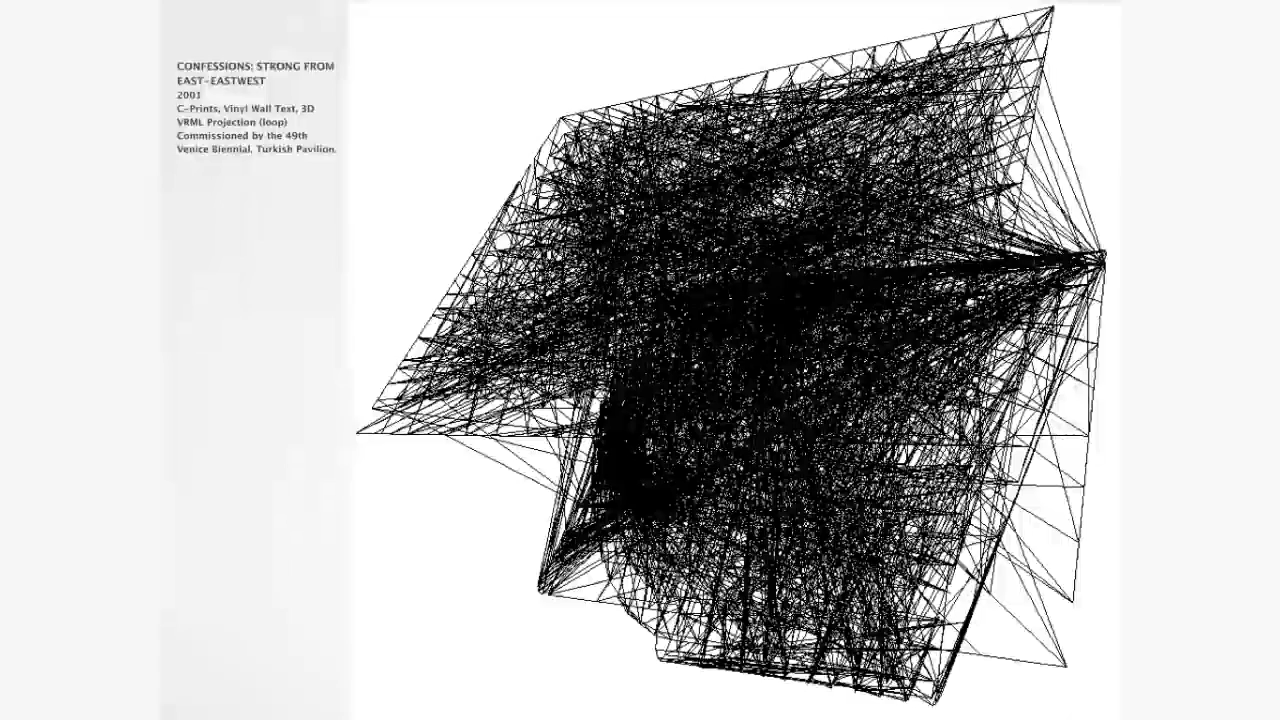 CONFESSIONS: STRONG FROM
EAST-EASTWEST
2001
C-Prints, Vinyl Wall Text, 3D
VRML Projection (loop)
Commissioned by the 49th
Venice Biennial, Turkish Pavilion.